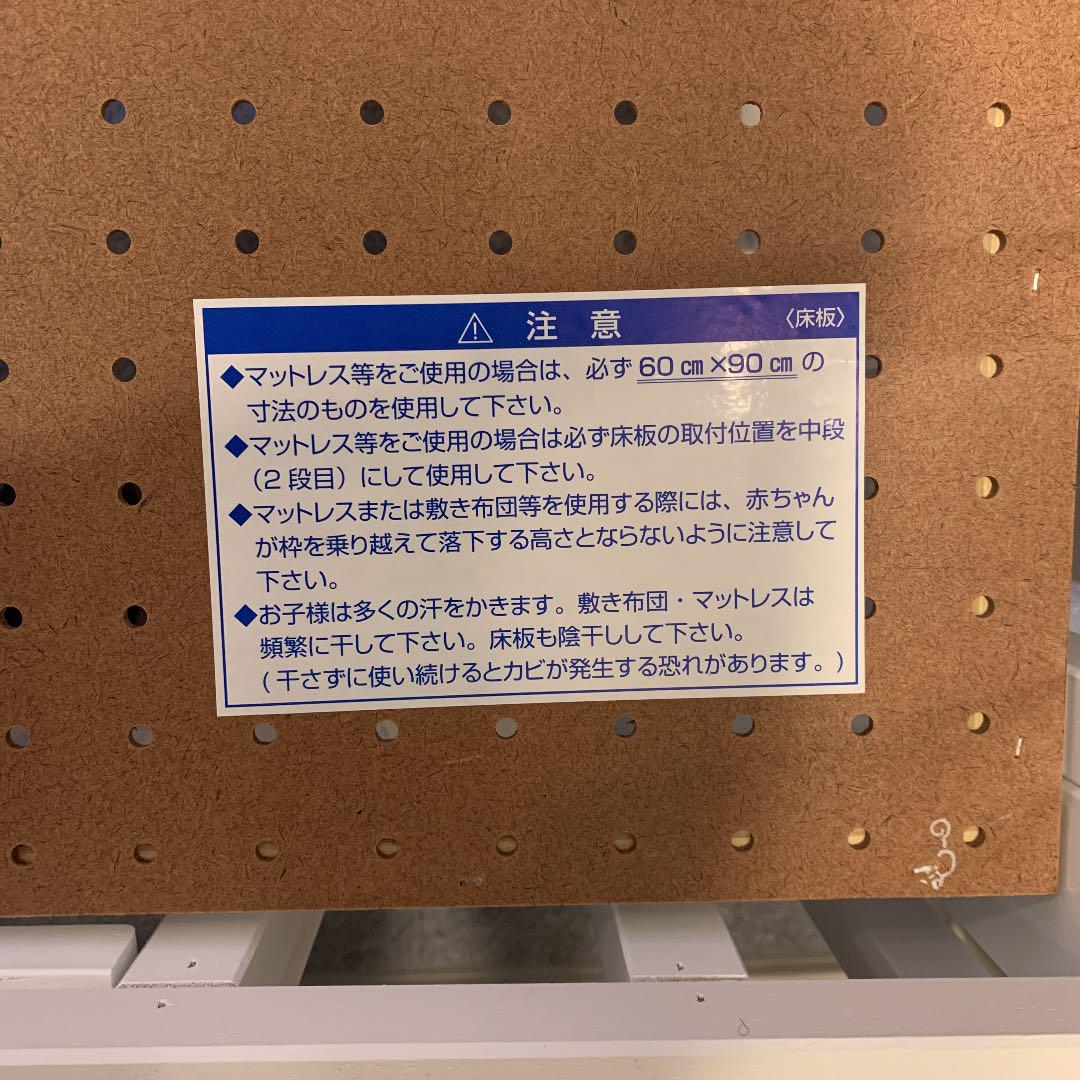 注意 〈床板〉
◆マットレス等をご使用の場合は、必ず60㎝×90㎝の
寸法のものを使用して下さい。
◆マットレス等をご使用の場合は必ず床板の取付位置を中段
(2段目)にして使用して下さい。
◆マットレスまたは敷き布団等を使用する際には、赤ちゃん
が枠を乗り越えて落下する高さとならないように注意して
下さい。
◆お子様は多くの汗をかきます。敷き布団・マットレスは
頻繁に干して下さい。床板も陰干しして下さい。
(干さずに使い続けるとカビが発生する恐れがあります。)